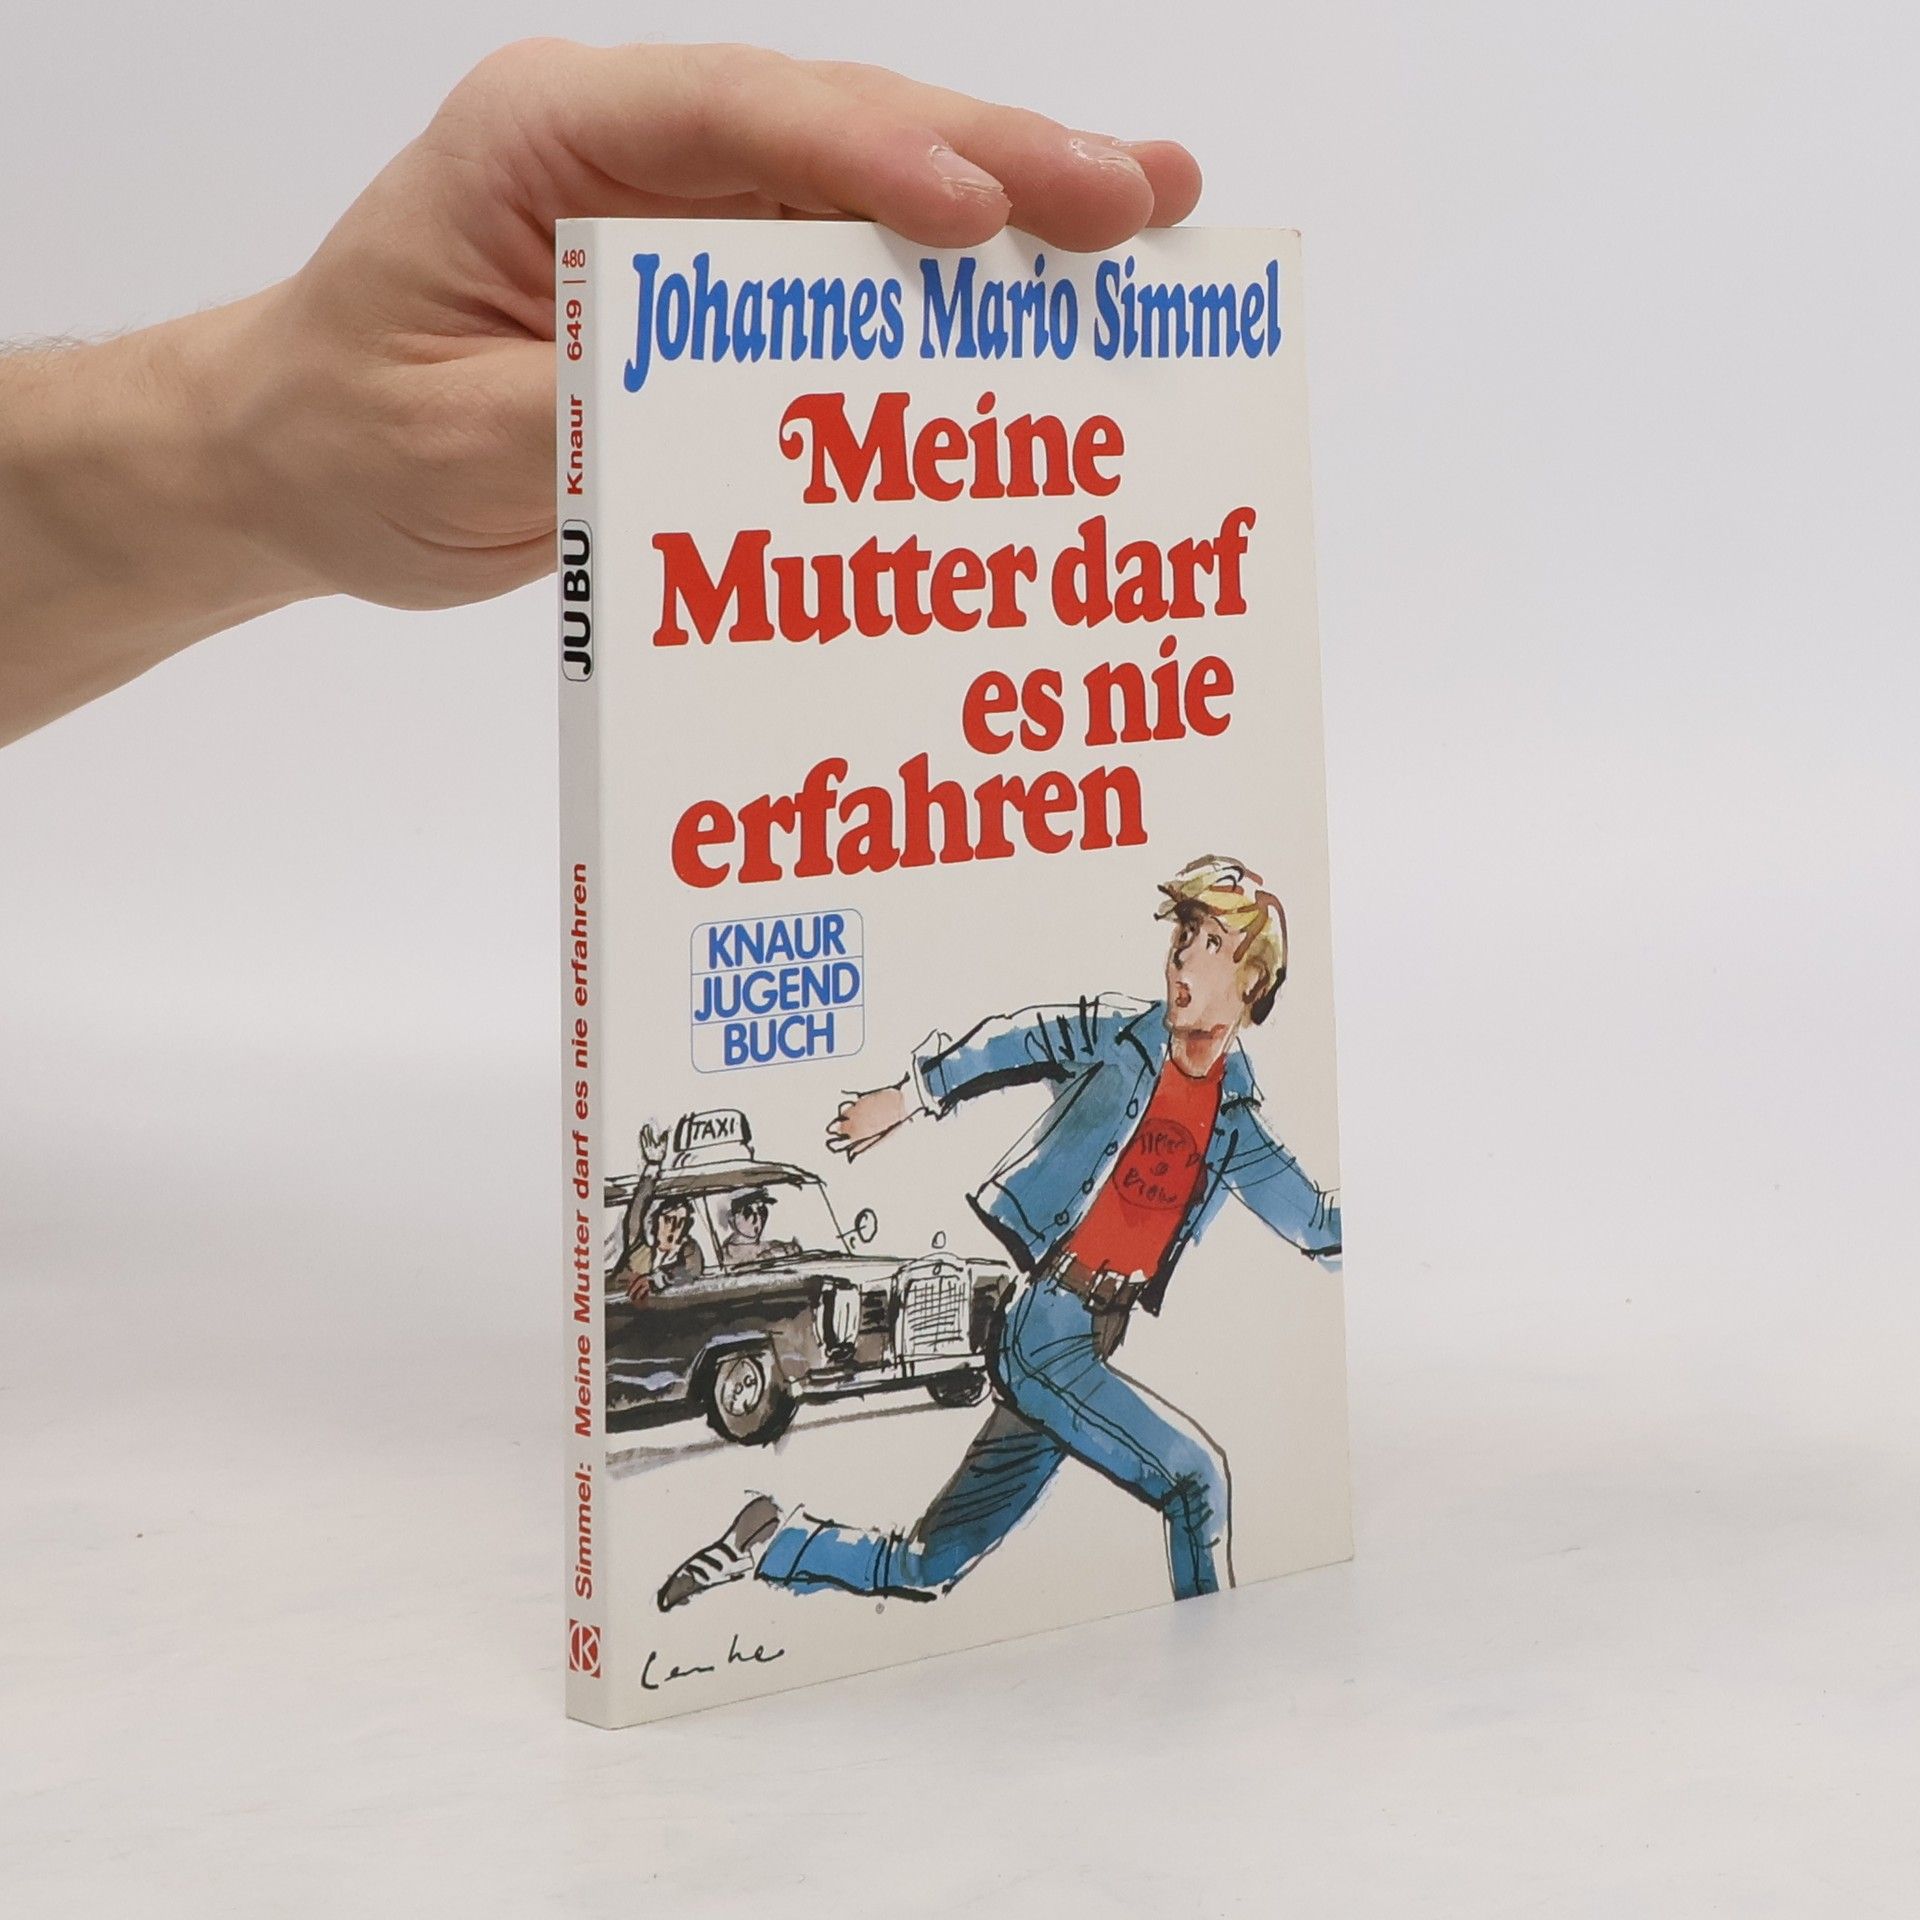 Johannes Mario Simmel
Meine
Mutter darf
es nie
erfahren
KNAUR
JUGEND
BUCH
TAXI
Simmel: Meine Mutter darf es nie erfahren JUBU Knaur 649 | 480
K